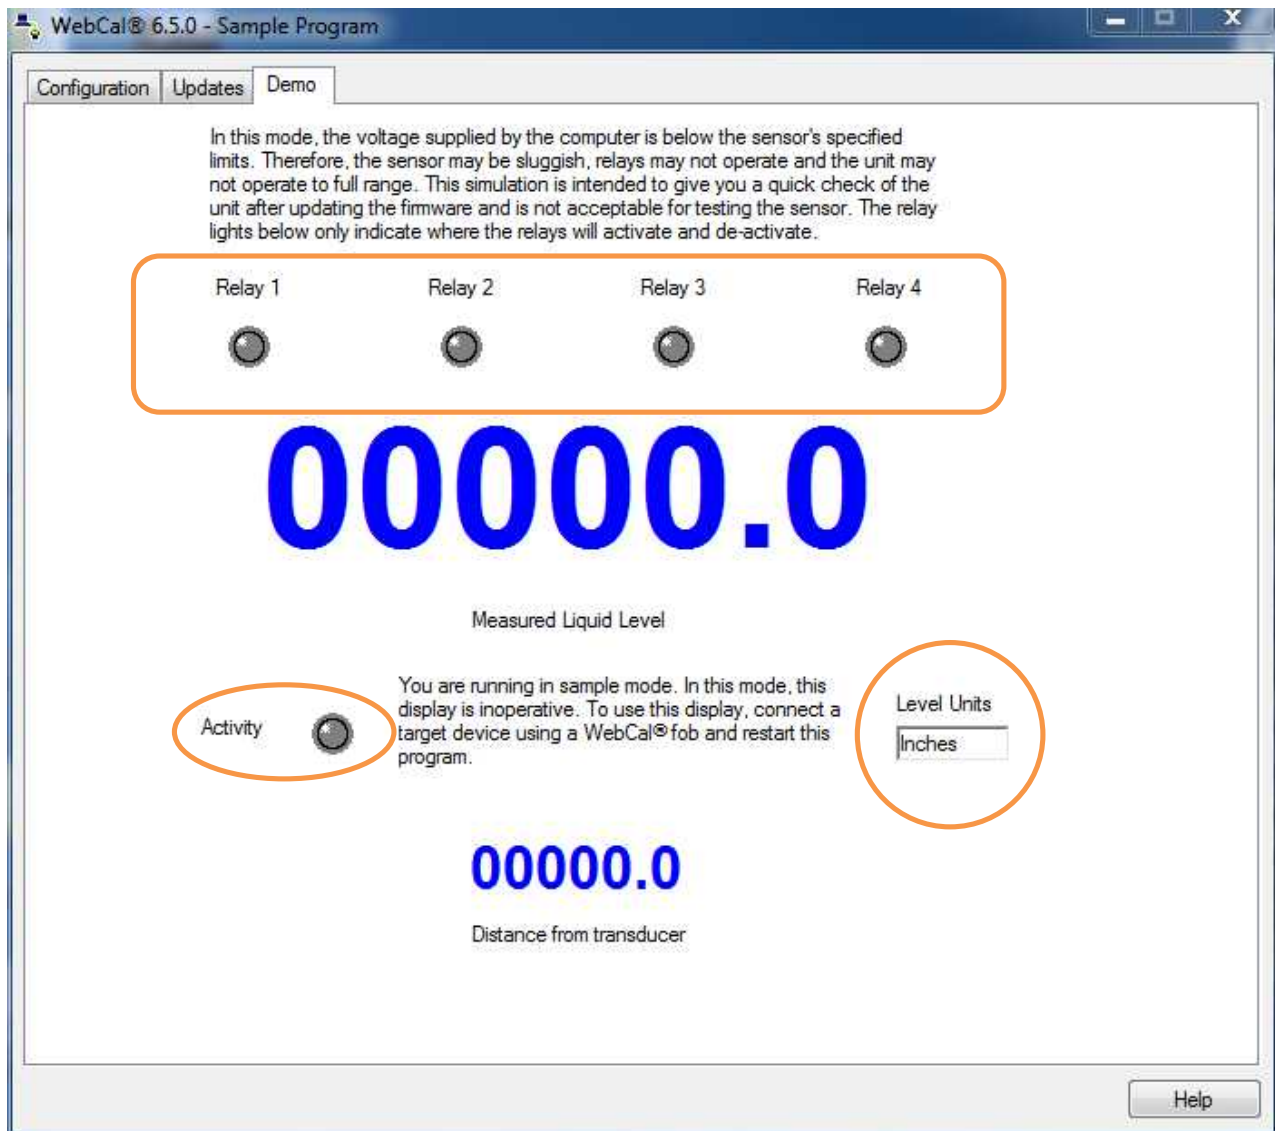 WebCal® 6.5.0 - Sample Program
Configuration Updates Demo
In this mode, the voltage supplied by the computer is below the sensor's specified
limits. Therefore, the sensor may be sluggish, relays may not operate and the unit may
not operate to full range. This simulation is intended to give you a quick check of the
unit after updating the firmware and is not acceptable for testing the sensor. The relay
lights below only indicate where the relays will activate and de-activate.
Relay 1 Relay 2 Relay 3 Relay 4
00000.0
Measured Liquid Level
You are running in sample mode. In this mode, this
display is inoperative. To use this display, connect a
target device using a WebCal® fob and restart this
program.
Activity
Level Units
Inches
00000.0
Distance from transducer
Help